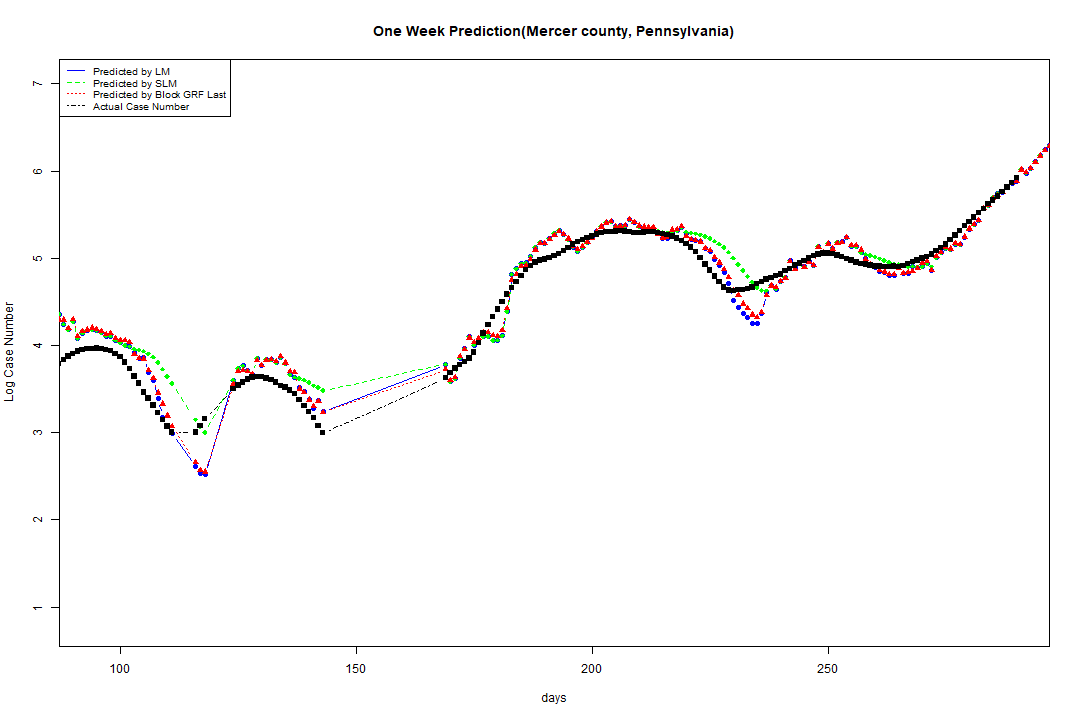 One Week Prediction(Mercer county, Pennsylvania)
Predicted by LM
Predicted by SLM
Predicted by Block GRF Last
Actual Case Number
Log Case Number
7
6
5
4
3
2
1
100 150 200 250
days